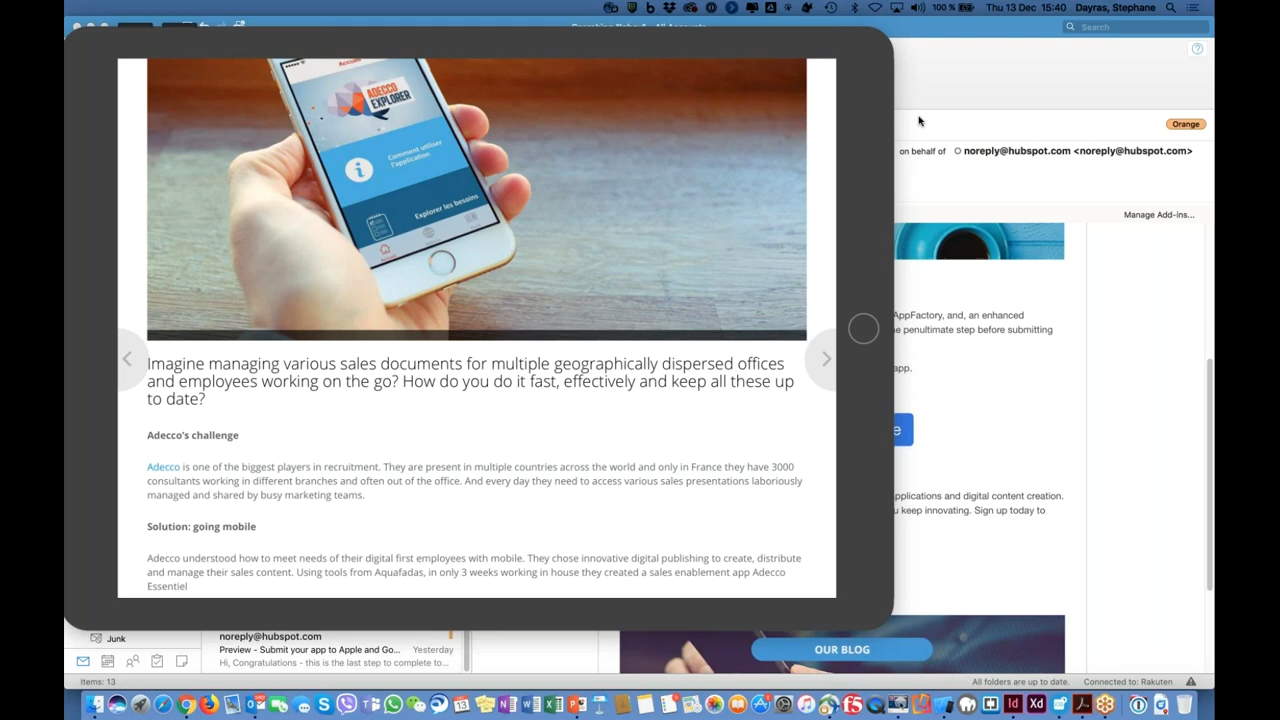 100 %
Thu 13 Dec 15:40
Dayras, Stephane
Search
Accueil
ADECCO
EXPLORER
Comment utiliser
l'application
Explorer les besoins
Imagine managing various sales documents for multiple geographically dispersed offices
and employees working on the go? How do you do it fast, effectively and keep all these up
to date?
Adecco's challenge
Adecco is one of the biggest players in recruitment. They are present in multiple countries across the world and only in France they have 3000
consultants working in different branches and often out of the office. And every day they need to access various sales presentations laboriously
managed and shared by busy marketing teams.
Solution: going mobile
Adecco understood how to meet needs of their digital first employees with mobile. They chose innovative digital publishing to create, distribute
and manage their sales content. Using tools from Aquafadas, in only 3 weeks working in house they created a sales enablement app Adecco
Essentiel
Orange
on behalf of noreply@hubspot.com <noreply@hubspot.com>
Manage Add-ins...
AppFactory, and, an enhanced
penultimate step before submitting
app.
e
applications and digital content creation.
keep innovating. Sign up today to
OUR BLOG
Junk
noreply@hubspot.com
Preview - Submit your app to Apple and Go...
Yesterday
Hi, Congratulations - this is the last step to complete to...
Items: 13
All folders are up to date.
Connected to: Rakuten